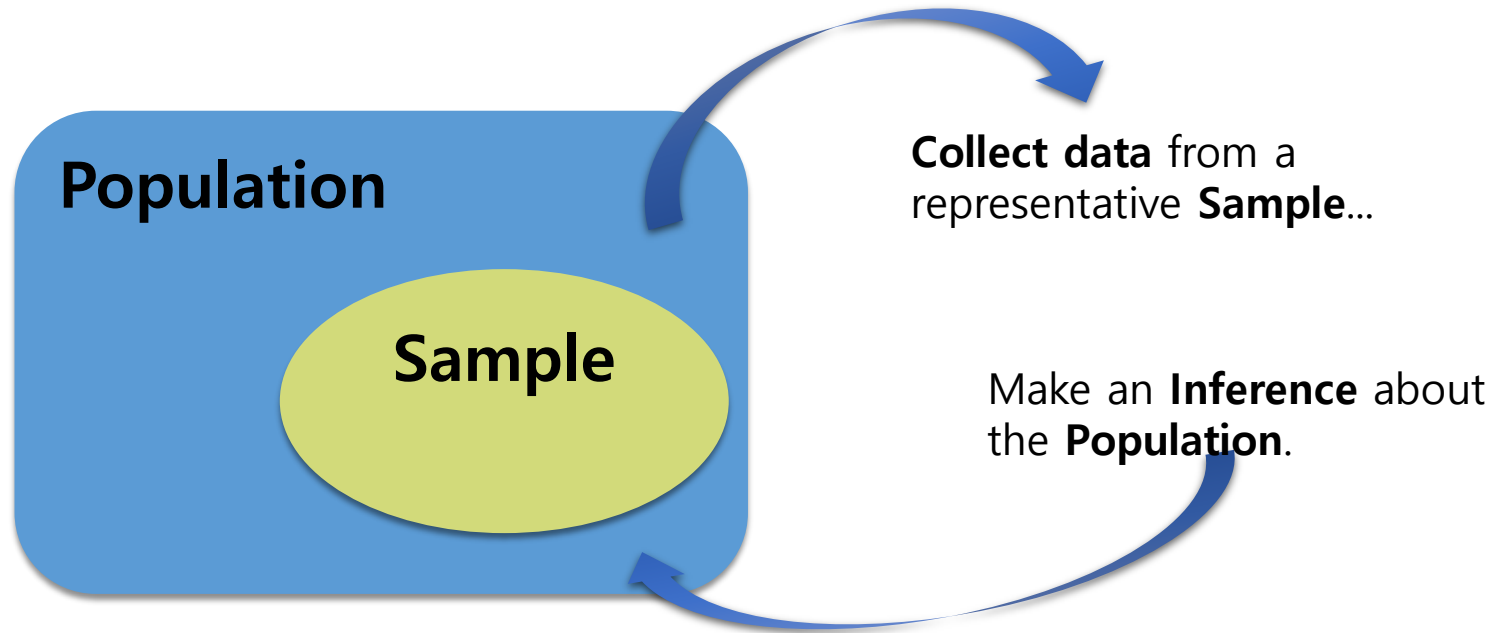 Population
Sample
Collect data from a
representative Sample...
Make an Inference about
the Population.